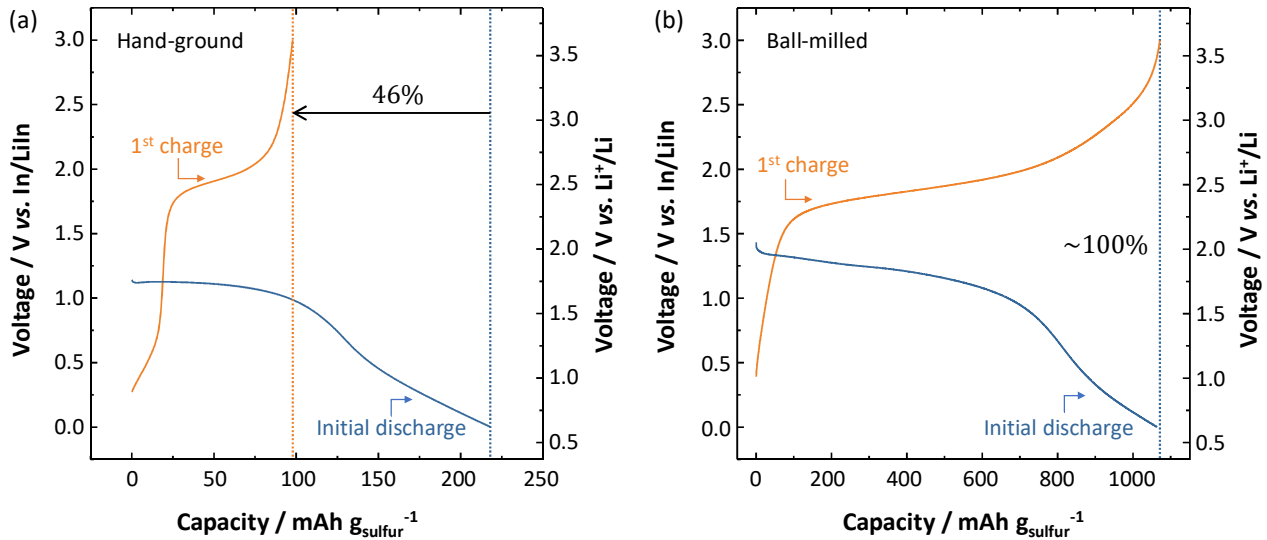 (a)
Hand-ground
3.0
2.5
2.0
1.5
1.0
0.5
0.0
Voltage / V vs. In/LiIn
46%
1st charge
Initial discharge
3.5
3.0
2.5
2.0
1.5
1.0
0.5
Voltage / V vs. Li+/Li
0 50 100 150 200 250
Capacity / mAh gsulfur-1
(b)
Ball-milled
3.0
2.5
2.0
1.5
1.0
0.5
0.0
Voltage / V vs. In/LiIn
1st charge
~100%
Initial discharge
3.5
3.0
2.5
2.0
1.5
1.0
0.5
Voltage / V vs. Li+/Li
0 200 400 600 800 1000
Capacity / mAh gsulfur-1